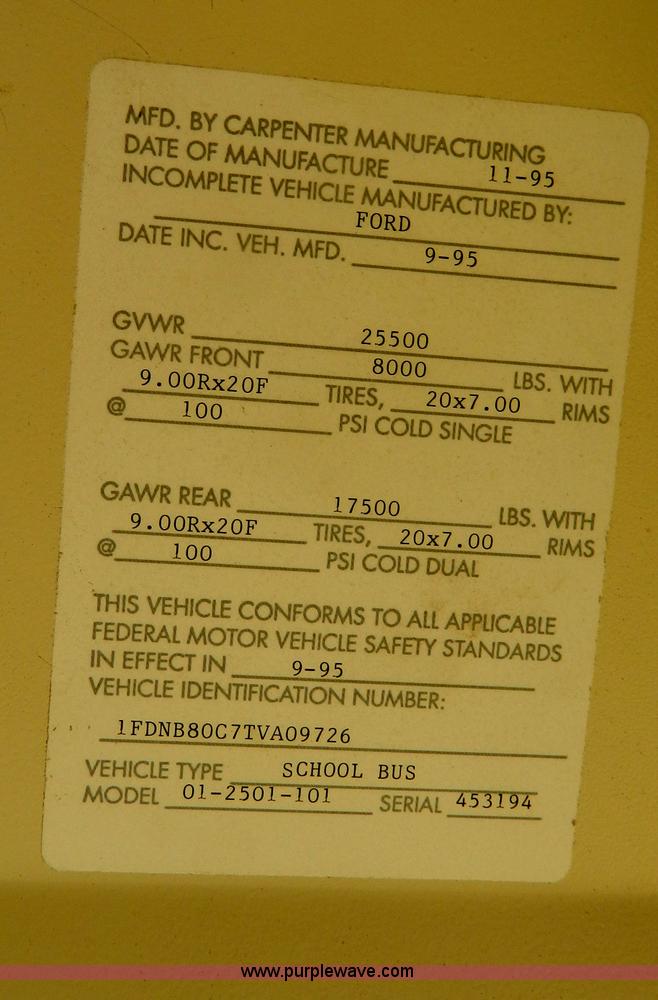 MFD. BY CARPENTER MANUFACTURING
DATE OF MANUFACTURE 11-95
INCOMPLETE VEHICLE MANUFACTURED BY:
FORD
DATE INC. VEH. MFD. 9-95
GVWR 25500
GAWR FRONT 8000 LBS. WITH
9.00Rx20F TIRES, 20x7.00 RIMS
@ 100 PSI COLD SINGLE
GAWR REAR 17500 LBS. WITH
9.00Rx20F TIRES, 20x7.00 RIMS
@ 100 PSI COLD DUAL
THIS VEHICLE CONFORMS TO ALL APPLICABLE
FEDERAL MOTOR VEHICLE SAFETY STANDARDS
IN EFFECT IN 9-95
VEHICLE IDENTIFICATION NUMBER:
1FDNB80C7TVA09726
VEHICLE TYPE SCHOOL BUS
MODEL 01-2501-101 SERIAL 453194
www.purplewave.com